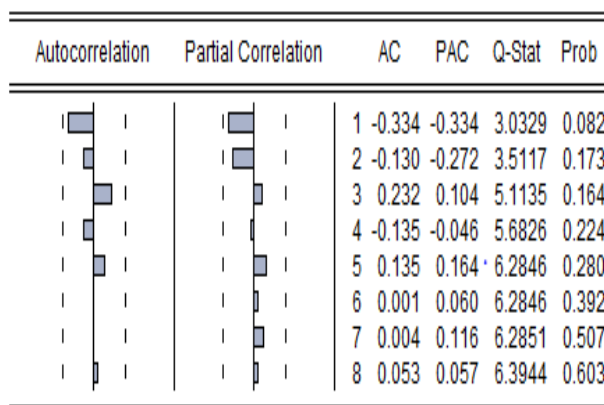 Autocorrelation Partial Correlation AC PAC Q-Stat Prob
1 -0.334 -0.334 3.0329 0.082
2 -0.130 -0.272 3.5117 0.173
3 0.232 0.104 5.1135 0.164
4 -0.135 -0.046 5.6826 0.224
5 0.135 0.164 6.2846 0.280
6 0.001 0.060 6.2846 0.392
7 0.004 0.116 6.2851 0.507
8 0.053 0.057 6.3944 0.603